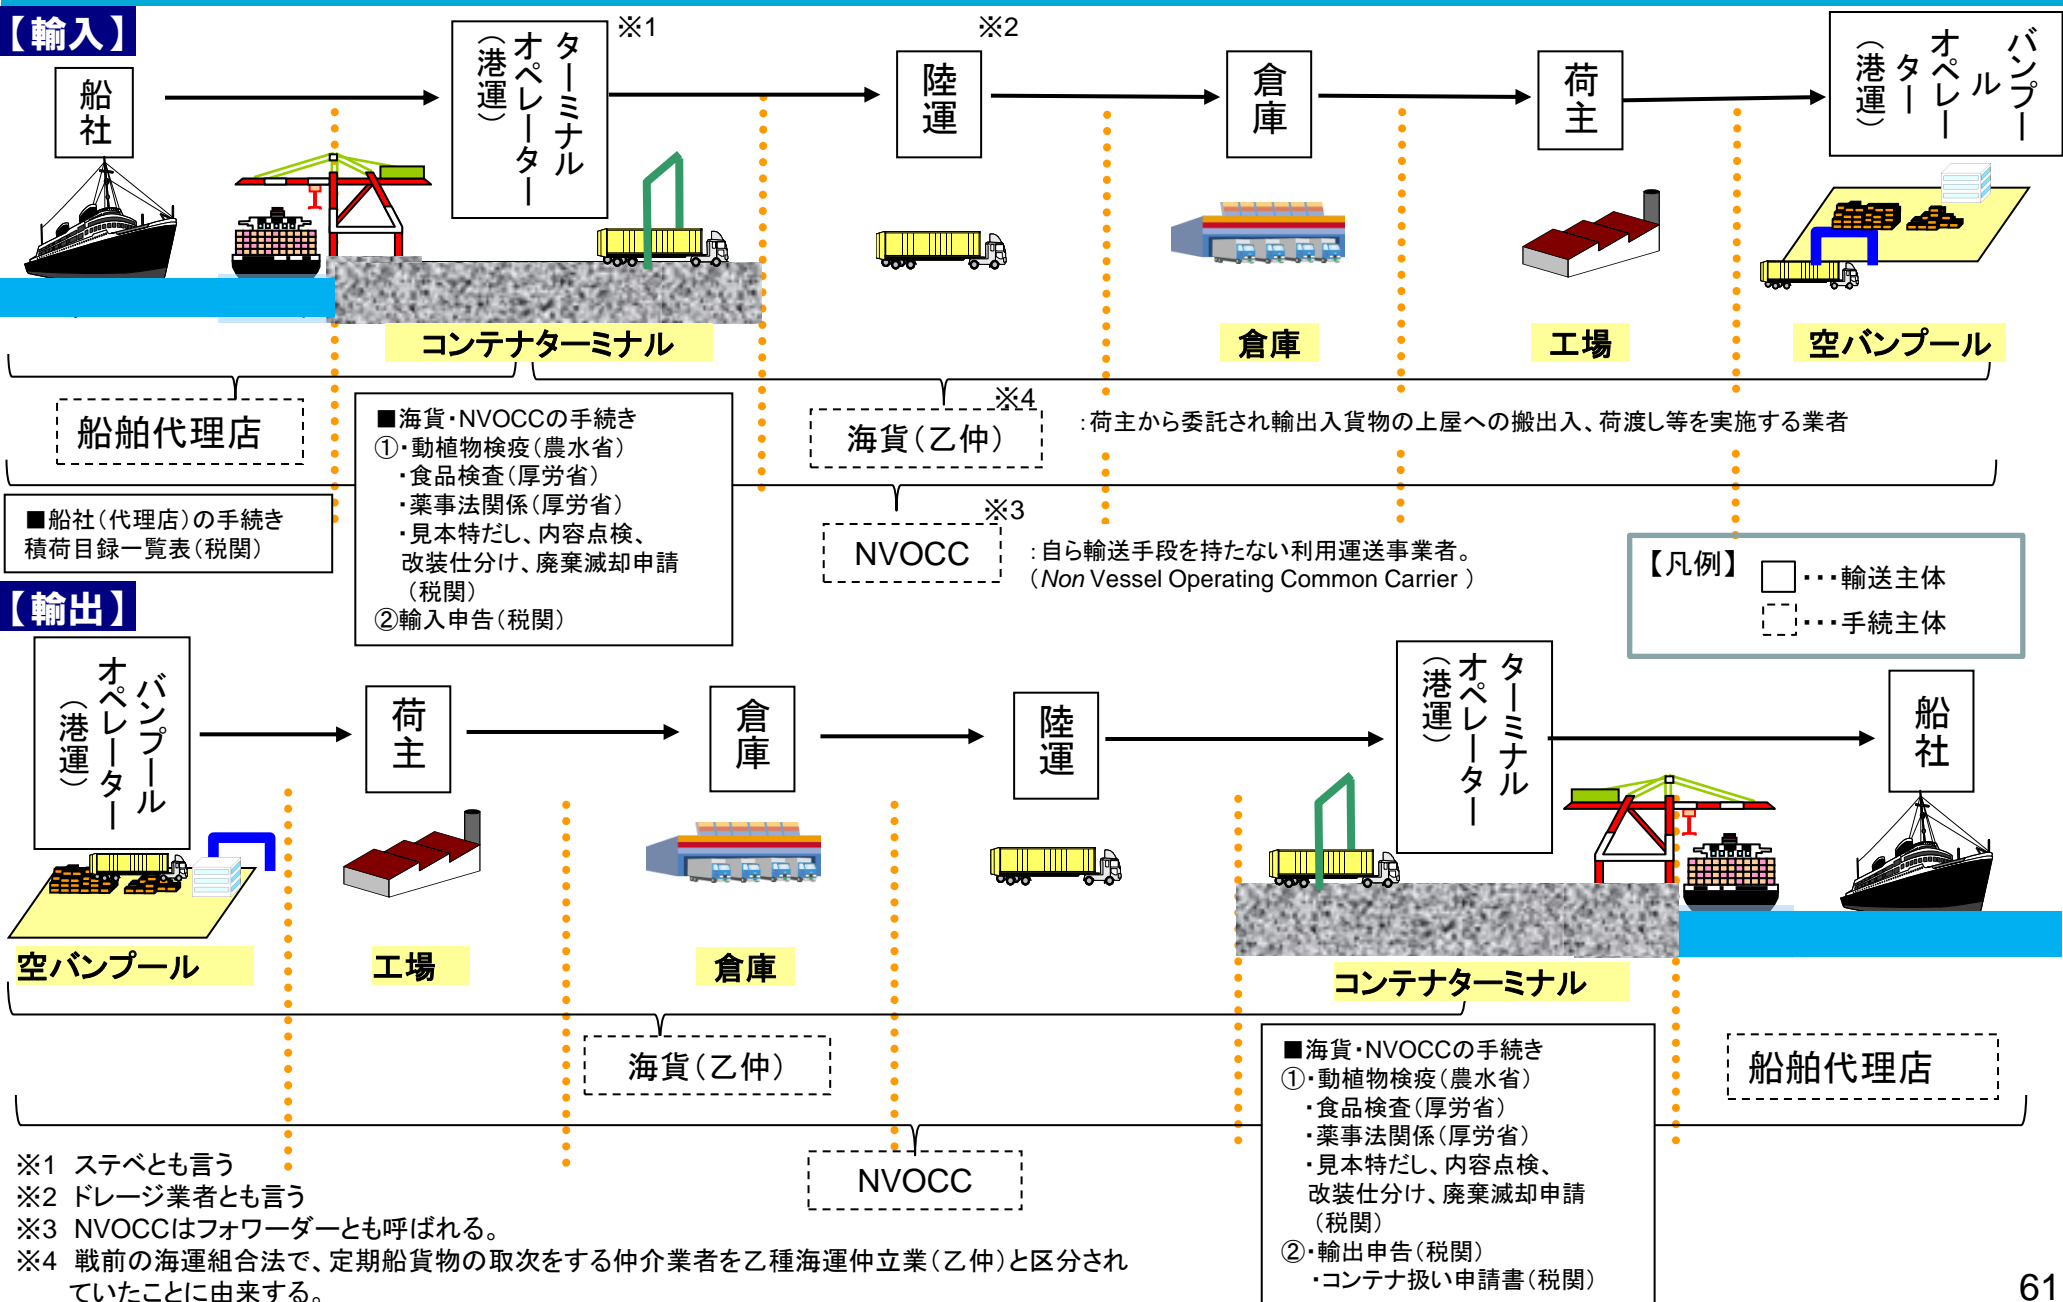 【輸入】
船社
ターミナル
オペレーター
（港運）
※1
※2
陸運
倉庫
荷主
バンプー
ル
オペレー
ター
（港運）
コンテナターミナル
倉庫
工場
空バンプール
船舶代理店
■海貨・NVOCCの手続き
①・動植物検疫（農水省）
・食品検査（厚労省）
・薬事法関係（厚労省）
・見本特だし、内容点検、
改装仕分け、廃棄滅却申請
（税関）
②輸入申告（税関）
※4
海貨（乙仲）
：荷主から委託され輸出入貨物の上屋への搬出入、荷渡し等を実施する業者
■船社（代理店）の手続き
積荷目録一覧表（税関）
※3
NVOCC
：自ら輸送手段を持たない利用運送事業者。
（Non Vessel Operating Common Carrier ）
【凡例】
・・・輸送主体
・・・手続主体
【輸出】
バンプール
オペレーター
（港運）
荷主
倉庫
陸運
ターミナル
オペレーター
（港運）
船社
空バンプール
工場
倉庫
コンテナターミナル
海貨（乙仲）
■海貨・NVOCCの手続き
①・動植物検疫（農水省）
・食品検査（厚労省）
・薬事法関係（厚労省）
・見本特だし、内容点検、
改装仕分け、廃棄滅却申請
（税関）
②・輸出申告（税関）
・コンテナ扱い申請書（税関）
船舶代理店
NVOCC
※1 ステベとも言う
※2 ドレージ業者とも言う
※3 NVOCCはフォワーダーとも呼ばれる。
※4 戦前の海運組合法で、定期船貨物の取次をする仲介業者を乙種海運仲立業（乙仲）と区分され
ていたことに由来する。
61